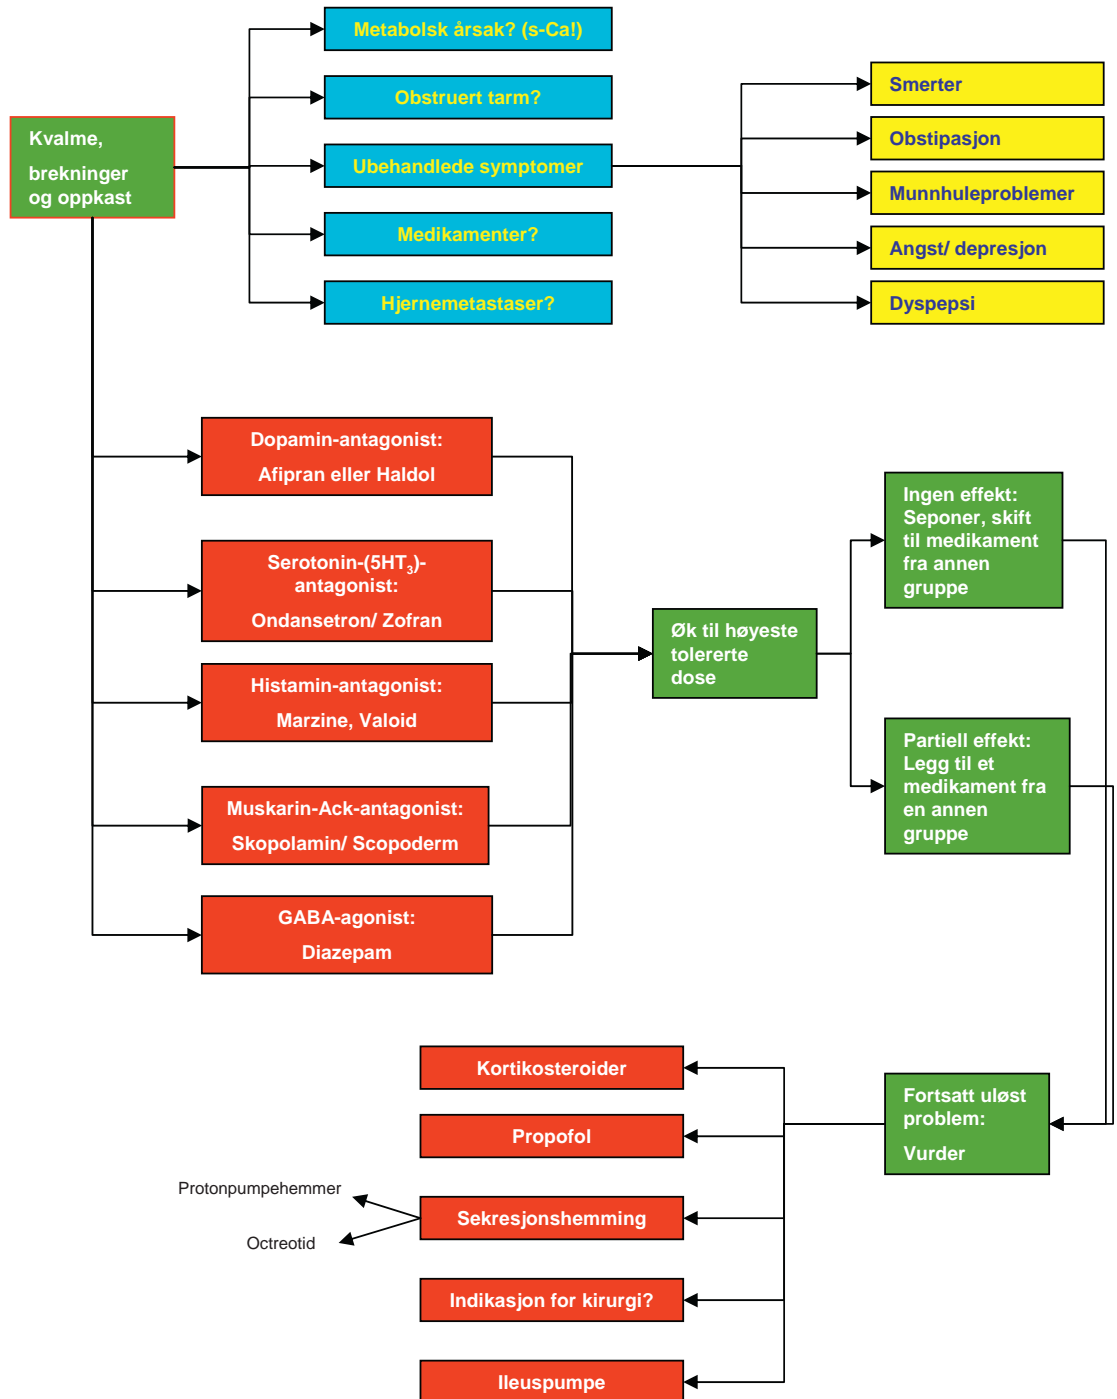 Metabolsk årsak? (s-Ca!)
Obstruert tarm?
Kvalme,
brekninger
og oppkast
Ubehandlede symptomer
Medikamenter?
Hjernemetastaser?
Smerter
Obstipasjon
Munnhuleproblemer
Angst/ depresjon
Dyspepsi
Dopamin-antagonist:
Afipran eller Haldol
Serotonin-(5HT₃)-
antagonist:
Ondansetron/ Zofran
Histamin-antagonist:
Marzine, Valoid
Muskarin-Ack-antagonist:
Skopolamin/ Scopoderm
GABA-agonist:
Diazepam
Øk til høyeste
tolererte
dose
Ingen effekt:
Seponer, skift
til medikament
fra annen
gruppe
Partiell effekt:
Legg til et
medikament fra
en annen
gruppe
Fortsatt uløst
problem:
Vurder
Kortikosteroider
Propofol
Sekresjonshemming
Protonpumpehemmer
Octreotid
Indikasjon for kirurgi?
Ileuspumpe